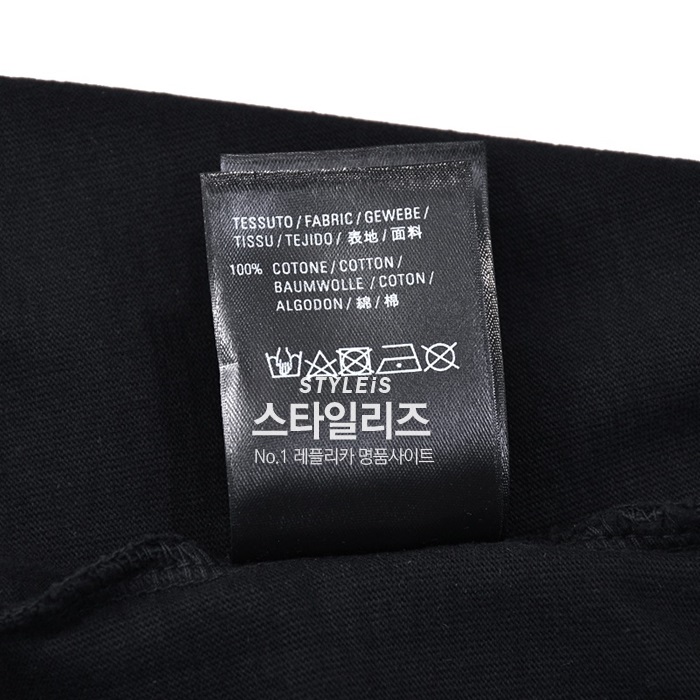 TESSUTO / FABRIC / GEWEBE /
TISSU / TEJIDO / 表地 / 面料
100% COTONE / COTTON /
BAUMWOLLE / COTON /
ALGODON / 綿 / 棉
STYLEiS
스타일리즈
No.1 레플리카 명품사이트